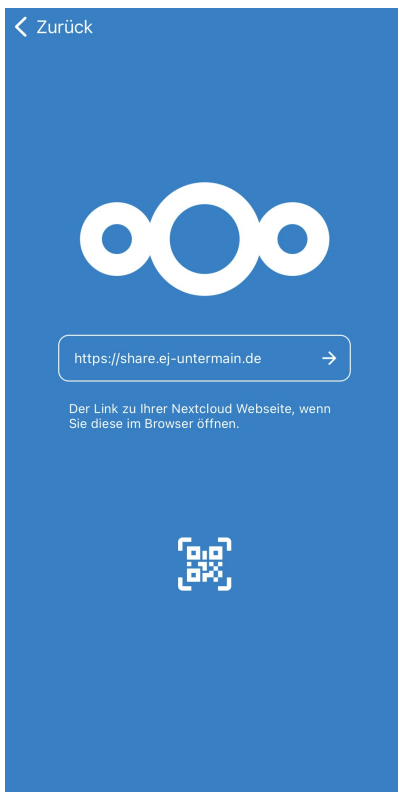 Zurück
https://share.ej-untermain.de
Der Link zu Ihrer Nextcloud Webseite, wenn
Sie diese im Browser öffnen.